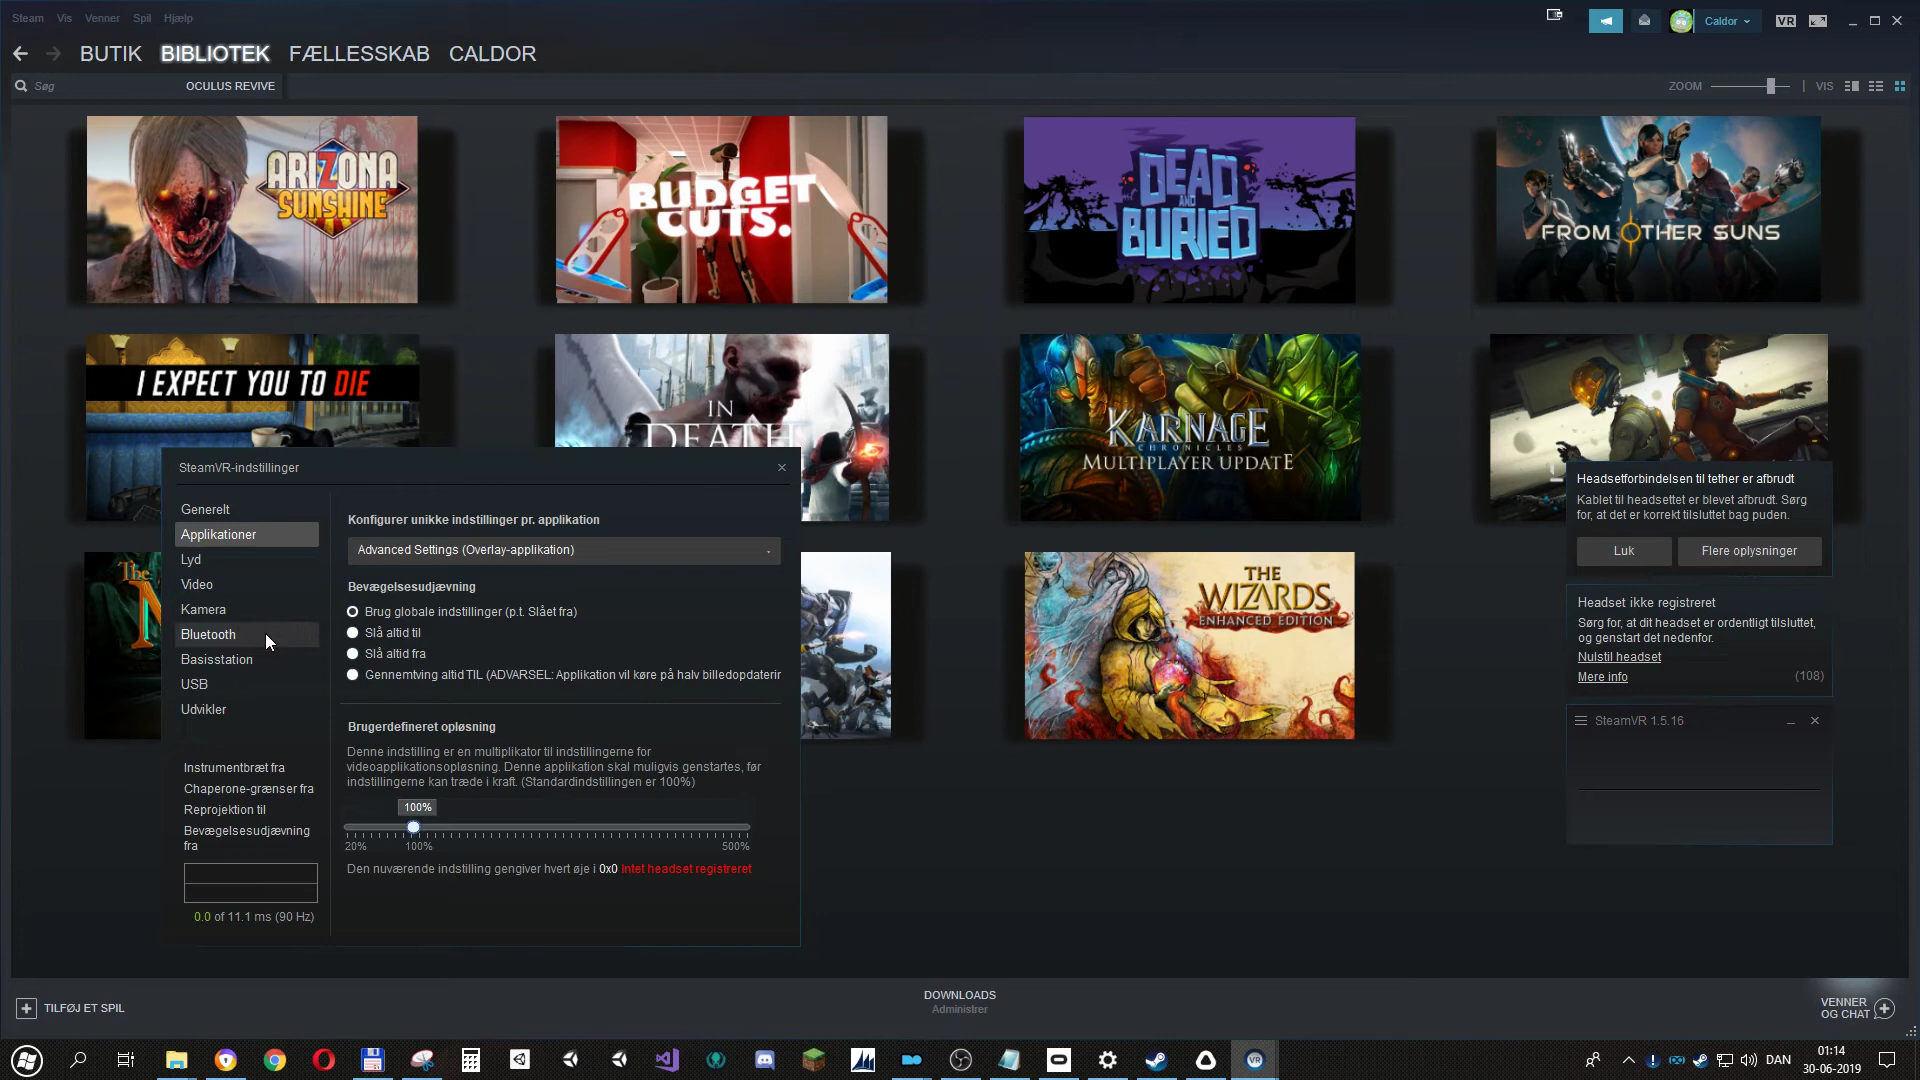 Steam Vis Venner Spil Hjælp
Caldor
VR
BUTIK BIBLIOTEK FÆLLESSKAB CALDOR
Søg
OCULUS REVIVE
ZOOM
VIS
ARIZONA
SUNSHINE
BUDGET
CUTS.
DEAD
AND
BURIED
FROM OTHER SUNS
I EXPECT YOU TO DIE
IN
DEATH
KARNAGE
CHRONICLES
MULTIPLAYER UPDATE
The
THE
WIZARDS
ENHANCED EDITION
SteamVR-indstillinger
Generelt
Applikationer
Lyd
Video
Kamera
Bluetooth
Basisstation
USB
Udvikler
Instrumentbræt fra
Chaperone-grænser fra
Reprojektion til
Bevægelsesudjævning
fra
0.0 of 11.1 ms (90 Hz)
Konfigurer unikke indstillinger pr. applikation
Advanced Settings (Overlay-applikation)
Bevægelsesudjævning
Brug globale indstillinger (p.t. Slået fra)
Slå altid til
Slå altid fra
Gennemtving altid TIL (ADVARSEL: Applikation vil køre på halv billedopdaterin
Brugerdefineret opløsning
Denne indstilling er en multiplikator til indstillingerne for
videoapplikationsopløsning. Denne applikation skal muligvis genstartes, før
indstillingerne kan træde i kraft. (Standardindstillingen er 100%)
100%
20% 100% 500%
Den nuværende indstilling gengiver hvert øje i 0x0 Intet headset registreret
Headsetforbindelsen til tether er afbrudt
Kablet til headsettet er blevet afbrudt. Sørg
for, at det er korrekt tilsluttet bag puden.
Luk
Flere oplysninger
Headset ikke registreret
Sørg for, at dit headset er ordentligt tilsluttet,
og genstart det nedenfor.
Nulstil headset
Mere info
(108)
SteamVR 1.5.16
TILFØJ ET SPIL
DOWNLOADS
Administrer
VENNER
OG CHAT
VR
DAN
01:14
30-06-2019